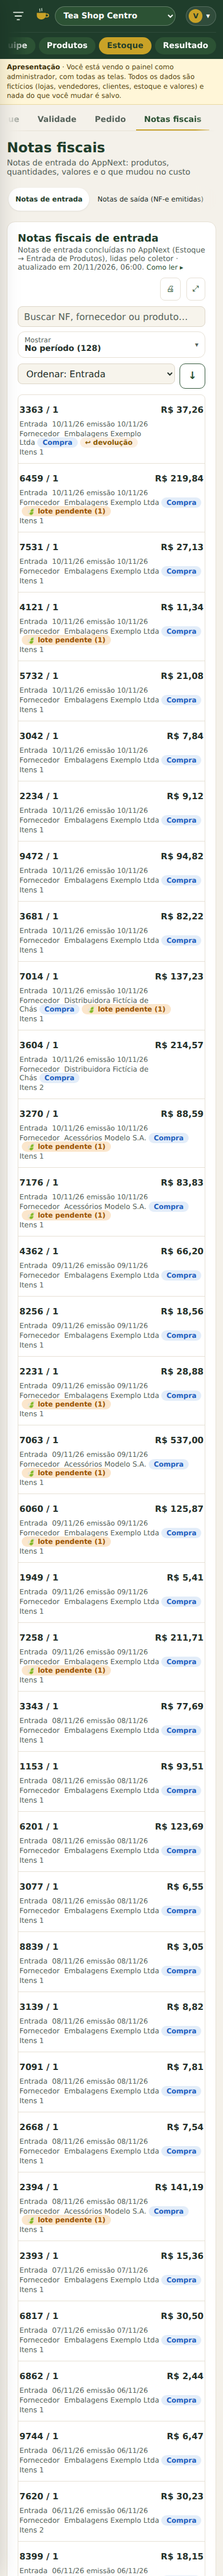 Tea Shop Centro
V
uipe Produtos Estoque Resultado
Apresentação · Você está vendo o painel como
administrador, com todas as telas. Todos os dados são
fictícios (lojas, vendedores, clientes, estoque e valores) e
nada do que você mudar é salvo.
ue Validade Pedido Notas fiscais
Notas fiscais
Notas de entrada do AppNext: produtos,
quantidades, valores e o que mudou no custo
Notas de entrada Notas de saída (NF-e emitidas)
Notas fiscais de entrada
Notas de entrada concluídas no AppNext (Estoque
→ Entrada de Produtos), lidas pelo coletor ·
atualizado em 20/11/2026, 06:00. Como ler ▸
Buscar NF, fornecedor ou produto…
Mostrar
No período (128)
Ordenar: Entrada ↓
3363 / 1 R$ 37,26
Entrada 10/11/26 emissão 10/11/26
Fornecedor Embalagens Exemplo
Ltda Compra ↩ devolução
Itens 1
6459 / 1 R$ 219,84
Entrada 10/11/26 emissão 10/11/26
Fornecedor Embalagens Exemplo Ltda Compra
lote pendente (1)
Itens 1
7531 / 1 R$ 27,13
Entrada 10/11/26 emissão 10/11/26
Fornecedor Embalagens Exemplo Ltda Compra
Itens 1
4121 / 1 R$ 11,34
Entrada 10/11/26 emissão 10/11/26
Fornecedor Embalagens Exemplo Ltda Compra
lote pendente (1)
Itens 1
5732 / 1 R$ 21,08
Entrada 10/11/26 emissão 10/11/26
Fornecedor Embalagens Exemplo Ltda Compra
Itens 1
3042 / 1 R$ 7,84
Entrada 10/11/26 emissão 10/11/26
Fornecedor Embalagens Exemplo Ltda Compra
Itens 1
2234 / 1 R$ 9,12
Entrada 10/11/26 emissão 10/11/26
Fornecedor Embalagens Exemplo Ltda Compra
Itens 1
9472 / 1 R$ 94,82
Entrada 10/11/26 emissão 10/11/26
Fornecedor Embalagens Exemplo Ltda Compra
Itens 1
3681 / 1 R$ 82,22
Entrada 10/11/26 emissão 10/11/26
Fornecedor Embalagens Exemplo Ltda Compra
Itens 1
7014 / 1 R$ 137,23
Entrada 10/11/26 emissão 10/11/26
Fornecedor Distribuidora Fictícia de
Chás Compra lote pendente (1)
Itens 1
3604 / 1 R$ 214,57
Entrada 10/11/26 emissão 10/11/26
Fornecedor Distribuidora Fictícia de
Chás Compra
Itens 2
3270 / 1 R$ 88,59
Entrada 10/11/26 emissão 10/11/26
Fornecedor Acessórios Modelo S.A. Compra
lote pendente (1)
Itens 1
7176 / 1 R$ 83,83
Entrada 10/11/26 emissão 10/11/26
Fornecedor Acessórios Modelo S.A. Compra
lote pendente (1)
Itens 1
4362 / 1 R$ 66,20
Entrada 09/11/26 emissão 09/11/26
Fornecedor Embalagens Exemplo Ltda Compra
Itens 1
8256 / 1 R$ 18,56
Entrada 09/11/26 emissão 09/11/26
Fornecedor Embalagens Exemplo Ltda Compra
Itens 1
2231 / 1 R$ 28,88
Entrada 09/11/26 emissão 09/11/26
Fornecedor Embalagens Exemplo Ltda Compra
lote pendente (1)
Itens 1
7063 / 1 R$ 537,00
Entrada 09/11/26 emissão 09/11/26
Fornecedor Acessórios Modelo S.A. Compra
lote pendente (1)
Itens 1
6060 / 1 R$ 125,87
Entrada 09/11/26 emissão 09/11/26
Fornecedor Embalagens Exemplo Ltda Compra
lote pendente (1)
Itens 1
1949 / 1 R$ 5,41
Entrada 09/11/26 emissão 09/11/26
Fornecedor Embalagens Exemplo Ltda Compra
Itens 1
7258 / 1 R$ 211,71
Entrada 09/11/26 emissão 09/11/26
Fornecedor Embalagens Exemplo Ltda Compra
lote pendente (1)
Itens 1
3343 / 1 R$ 77,69
Entrada 08/11/26 emissão 08/11/26
Fornecedor Embalagens Exemplo Ltda Compra
Itens 1
1153 / 1 R$ 93,51
Entrada 08/11/26 emissão 08/11/26
Fornecedor Embalagens Exemplo Ltda Compra
Itens 1
6201 / 1 R$ 123,69
Entrada 08/11/26 emissão 08/11/26
Fornecedor Embalagens Exemplo Ltda Compra
Itens 1
3077 / 1 R$ 6,55
Entrada 08/11/26 emissão 08/11/26
Fornecedor Embalagens Exemplo Ltda Compra
Itens 1
8839 / 1 R$ 3,05
Entrada 08/11/26 emissão 08/11/26
Fornecedor Embalagens Exemplo Ltda Compra
Itens 1
3139 / 1 R$ 8,82
Entrada 08/11/26 emissão 08/11/26
Fornecedor Embalagens Exemplo Ltda Compra
Itens 1
7091 / 1 R$ 7,81
Entrada 08/11/26 emissão 08/11/26
Fornecedor Embalagens Exemplo Ltda Compra
Itens 1
2668 / 1 R$ 7,54
Entrada 08/11/26 emissão 08/11/26
Fornecedor Embalagens Exemplo Ltda Compra
Itens 1
2394 / 1 R$ 141,19
Entrada 08/11/26 emissão 08/11/26
Fornecedor Acessórios Modelo S.A. Compra
lote pendente (1)
Itens 1
2393 / 1 R$ 15,36
Entrada 07/11/26 emissão 07/11/26
Fornecedor Embalagens Exemplo Ltda Compra
Itens 1
6817 / 1 R$ 30,50
Entrada 07/11/26 emissão 07/11/26
Fornecedor Embalagens Exemplo Ltda Compra
Itens 1
6862 / 1 R$ 2,44
Entrada 06/11/26 emissão 06/11/26
Fornecedor Embalagens Exemplo Ltda Compra
Itens 1
9744 / 1 R$ 6,47
Entrada 06/11/26 emissão 06/11/26
Fornecedor Embalagens Exemplo Ltda Compra
Itens 1
7620 / 1 R$ 30,23
Entrada 06/11/26 emissão 06/11/26
Fornecedor Embalagens Exemplo Ltda Compra
Itens 2
8399 / 1 R$ 18,15
Entrada 06/11/26 emissão 06/11/26